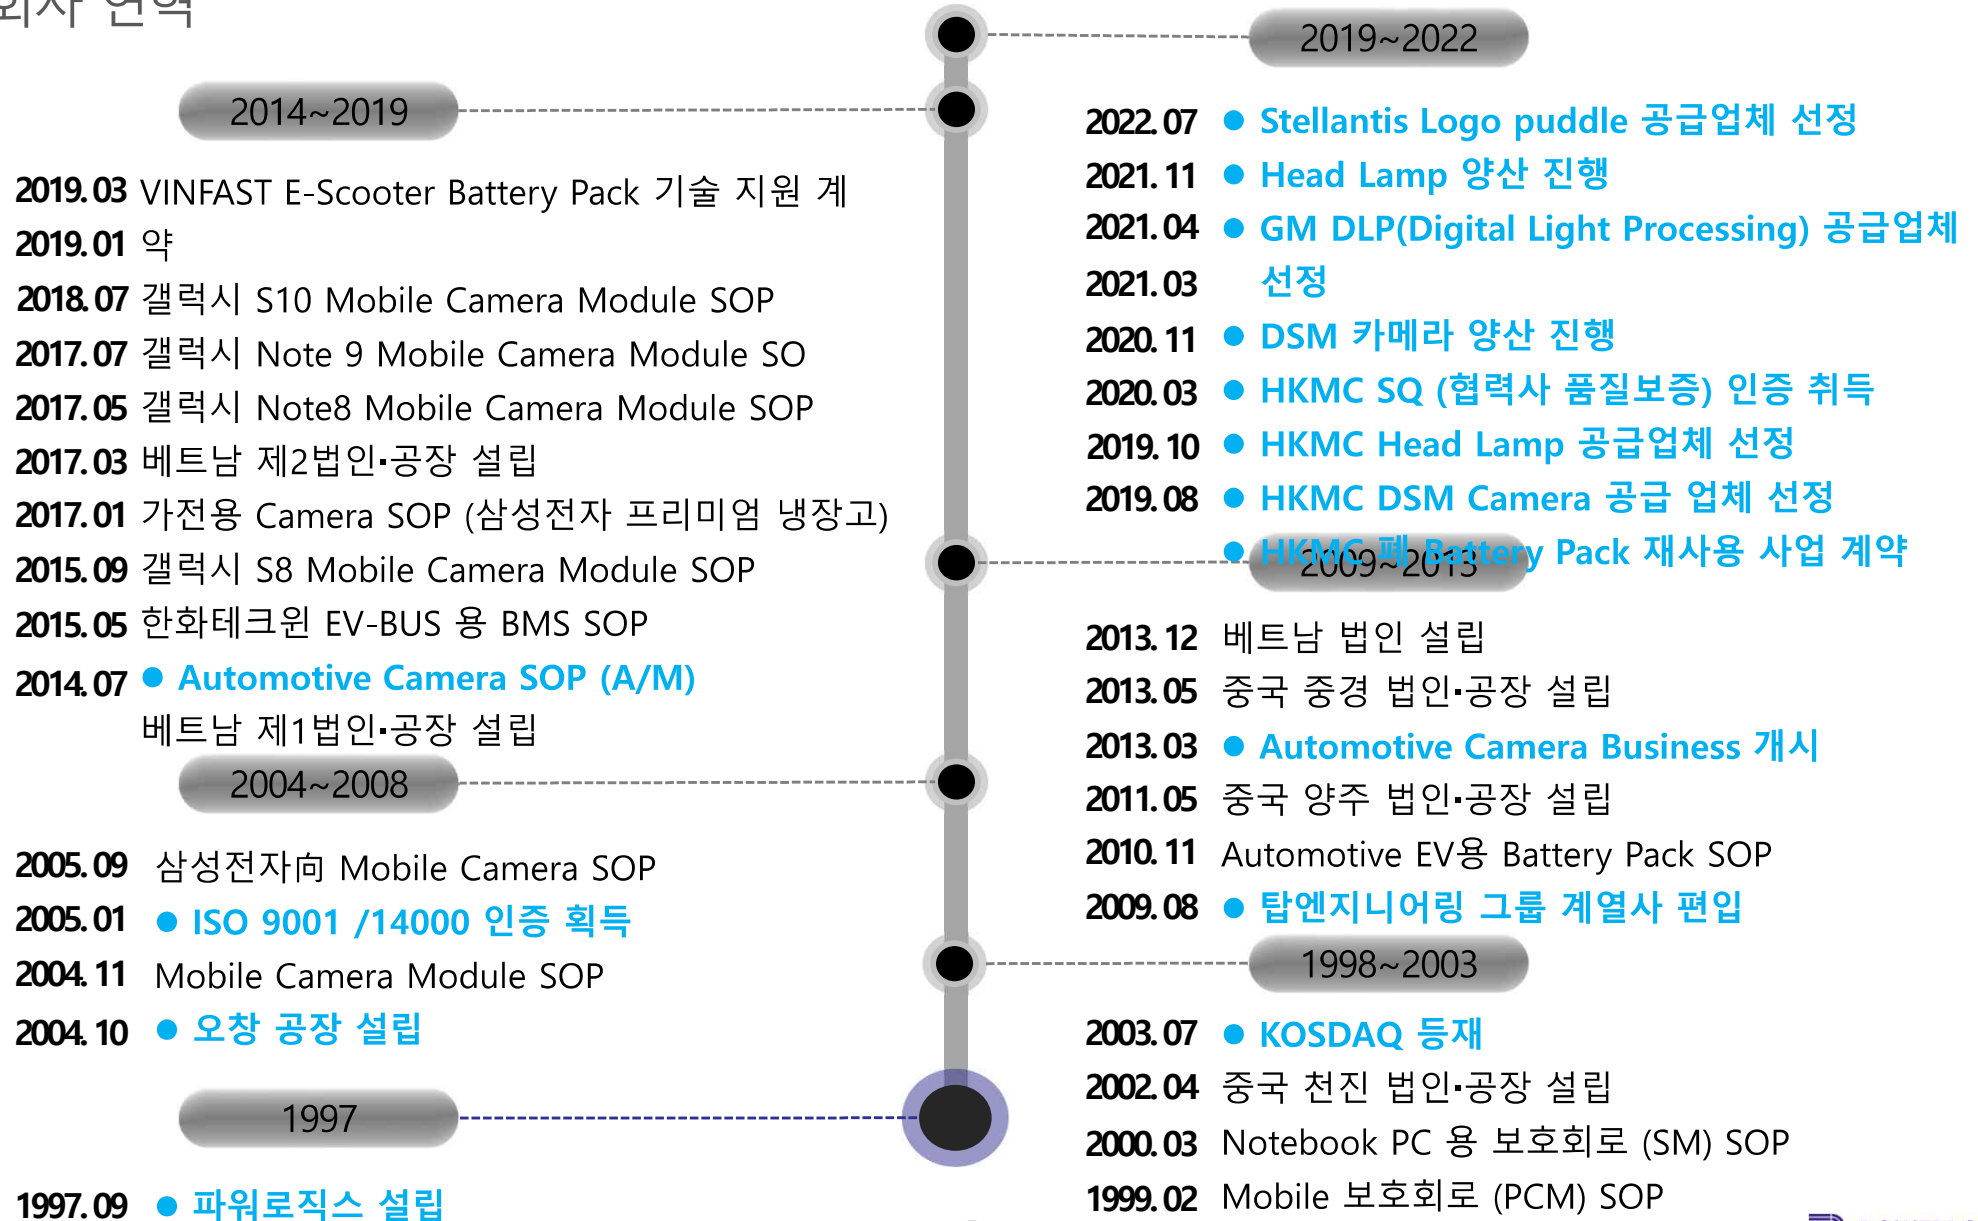 회사 연혁
2014~2019
2019.03 VINFAST E-Scooter Battery Pack 기술 지원 계
2019.01 약
2018.07 갤럭시 S10 Mobile Camera Module SOP
2017.07 갤럭시 Note 9 Mobile Camera Module SO
2017.05 갤럭시 Note8 Mobile Camera Module SOP
2017.03 베트남 제2법인·공장 설립
2017.01 가전용 Camera SOP (삼성전자 프리미엄 냉장고)
2015.09 갤럭시 S8 Mobile Camera Module SOP
2015.05 한화테크윈 EV-BUS 용 BMS SOP
2014.07 ● Automotive Camera SOP (A/M)
베트남 제1법인·공장 설립
2004~2008
2005.09 삼성전자向 Mobile Camera SOP
2005.01 ● ISO 9001 /14000 인증 획득
2004.11 Mobile Camera Module SOP
2004.10 ● 오창 공장 설립
1997
1997.09 ● 파워로직스 설립
2019~2022
2022.07 ● Stellantis Logo puddle 공급업체 선정
2021.11 ● Head Lamp 양산 진행
2021.04 ● GM DLP(Digital Light Processing) 공급업체
2021.03 선정
2020.11 ● DSM 카메라 양산 진행
2020.03 ● HKMC SQ (협력사 품질보증) 인증 취득
2019.10 ● HKMC Head Lamp 공급업체 선정
2019.08 ● HKMC DSM Camera 공급 업체 선정
● HKMC 폐 Battery Pack 재사용 사업 계약
2009~2013
2013.12 베트남 법인 설립
2013.05 중국 중경 법인·공장 설립
2013.03 ● Automotive Camera Business 개시
2011.05 중국 양주 법인·공장 설립
2010.11 Automotive EV용 Battery Pack SOP
2009.08 ● 탑엔지니어링 그룹 계열사 편입
1998~2003
2003.07 ● KOSDAQ 등재
2002.04 중국 천진 법인·공장 설립
2000.03 Notebook PC 용 보호회로 (SM) SOP
1999.02 Mobile 보호회로 (PCM) SOP